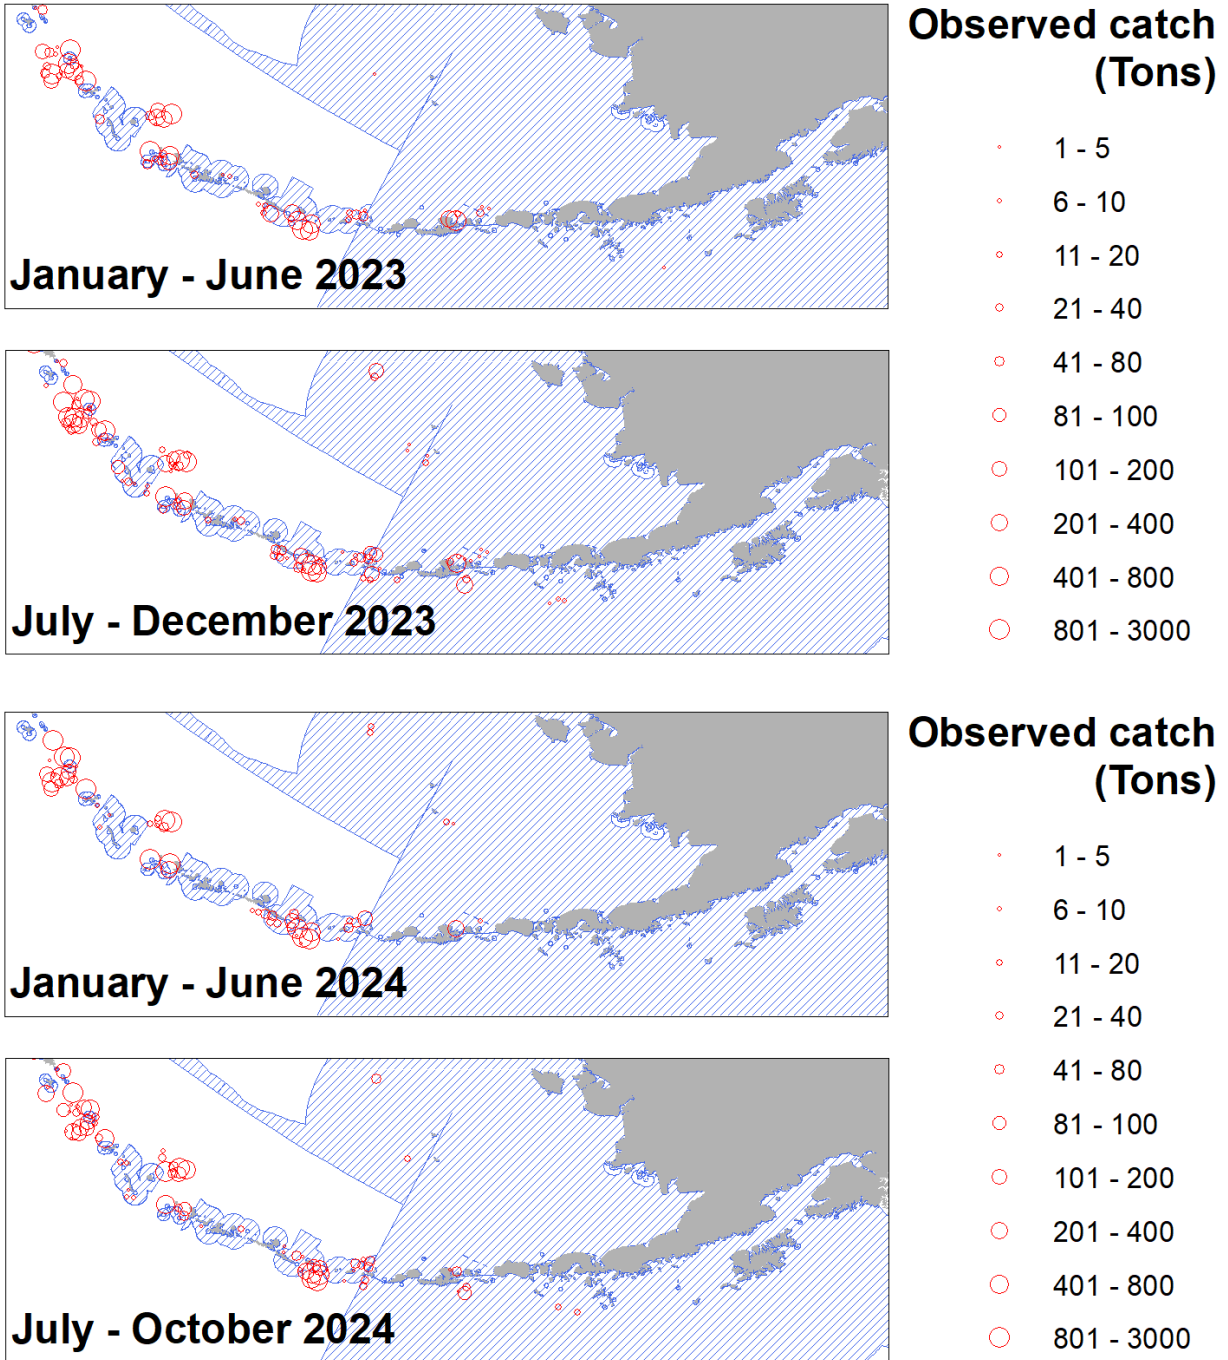 Observed catch
(Tons)
1 - 5
6 - 10
11 - 20
21 - 40
41 - 80
81 - 100
101 - 200
201 - 400
401 - 800
801 - 3000
January - June 2023
July - December 2023
Observed catch
(Tons)
1 - 5
6 - 10
11 - 20
21 - 40
41 - 80
81 - 100
101 - 200
201 - 400
401 - 800
801 - 3000
January - June 2024
July - October 2024